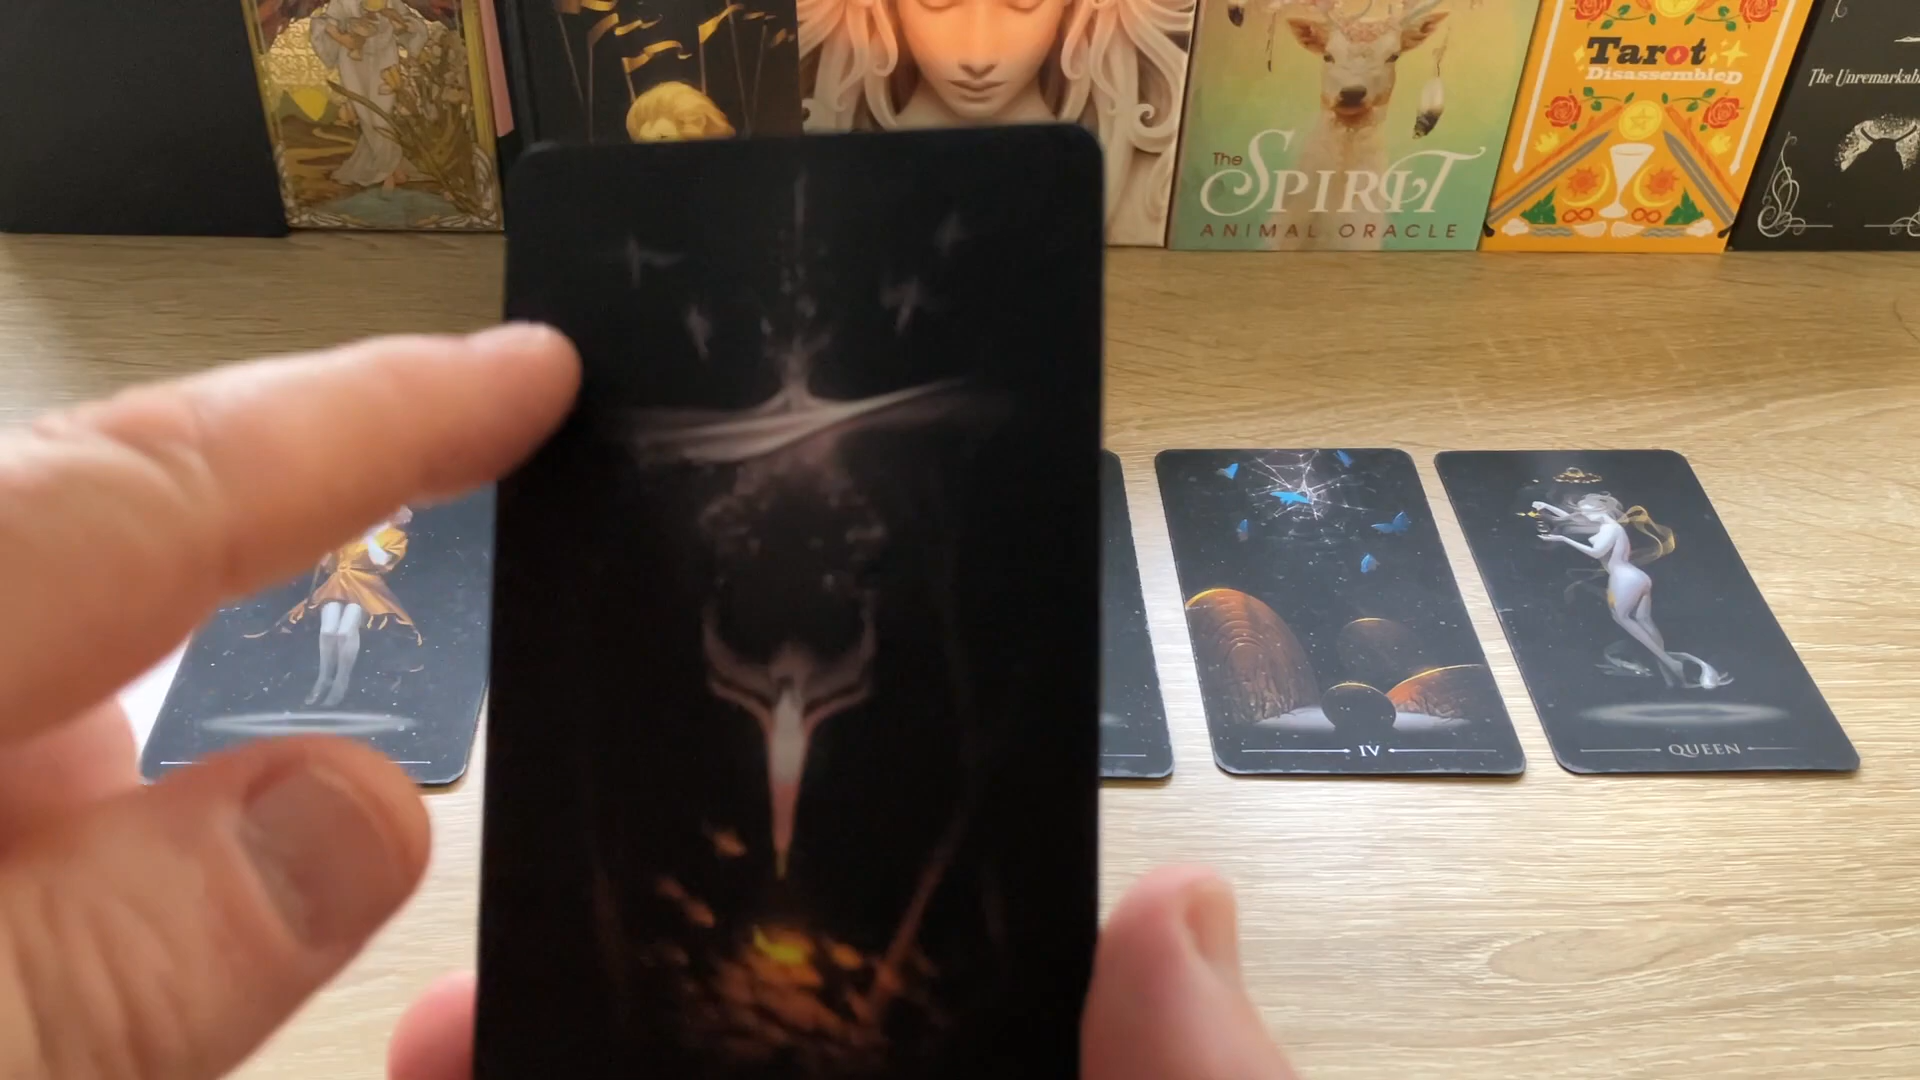 Tarot
Disassembled
The Unremarkab
The
SPIRIT
ANIMAL ORACLE
IV
QUEEN